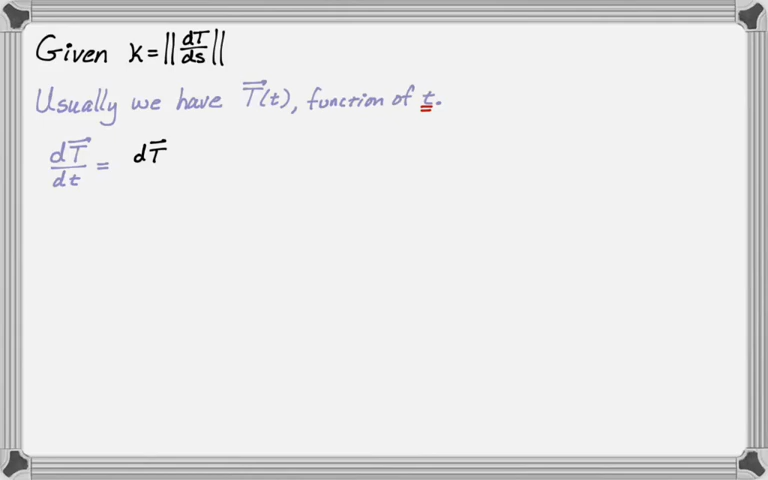 Given K = ||dT/ds||
Usually we have T⃗(t), function of t.
dT⃗/dt = dT⃗